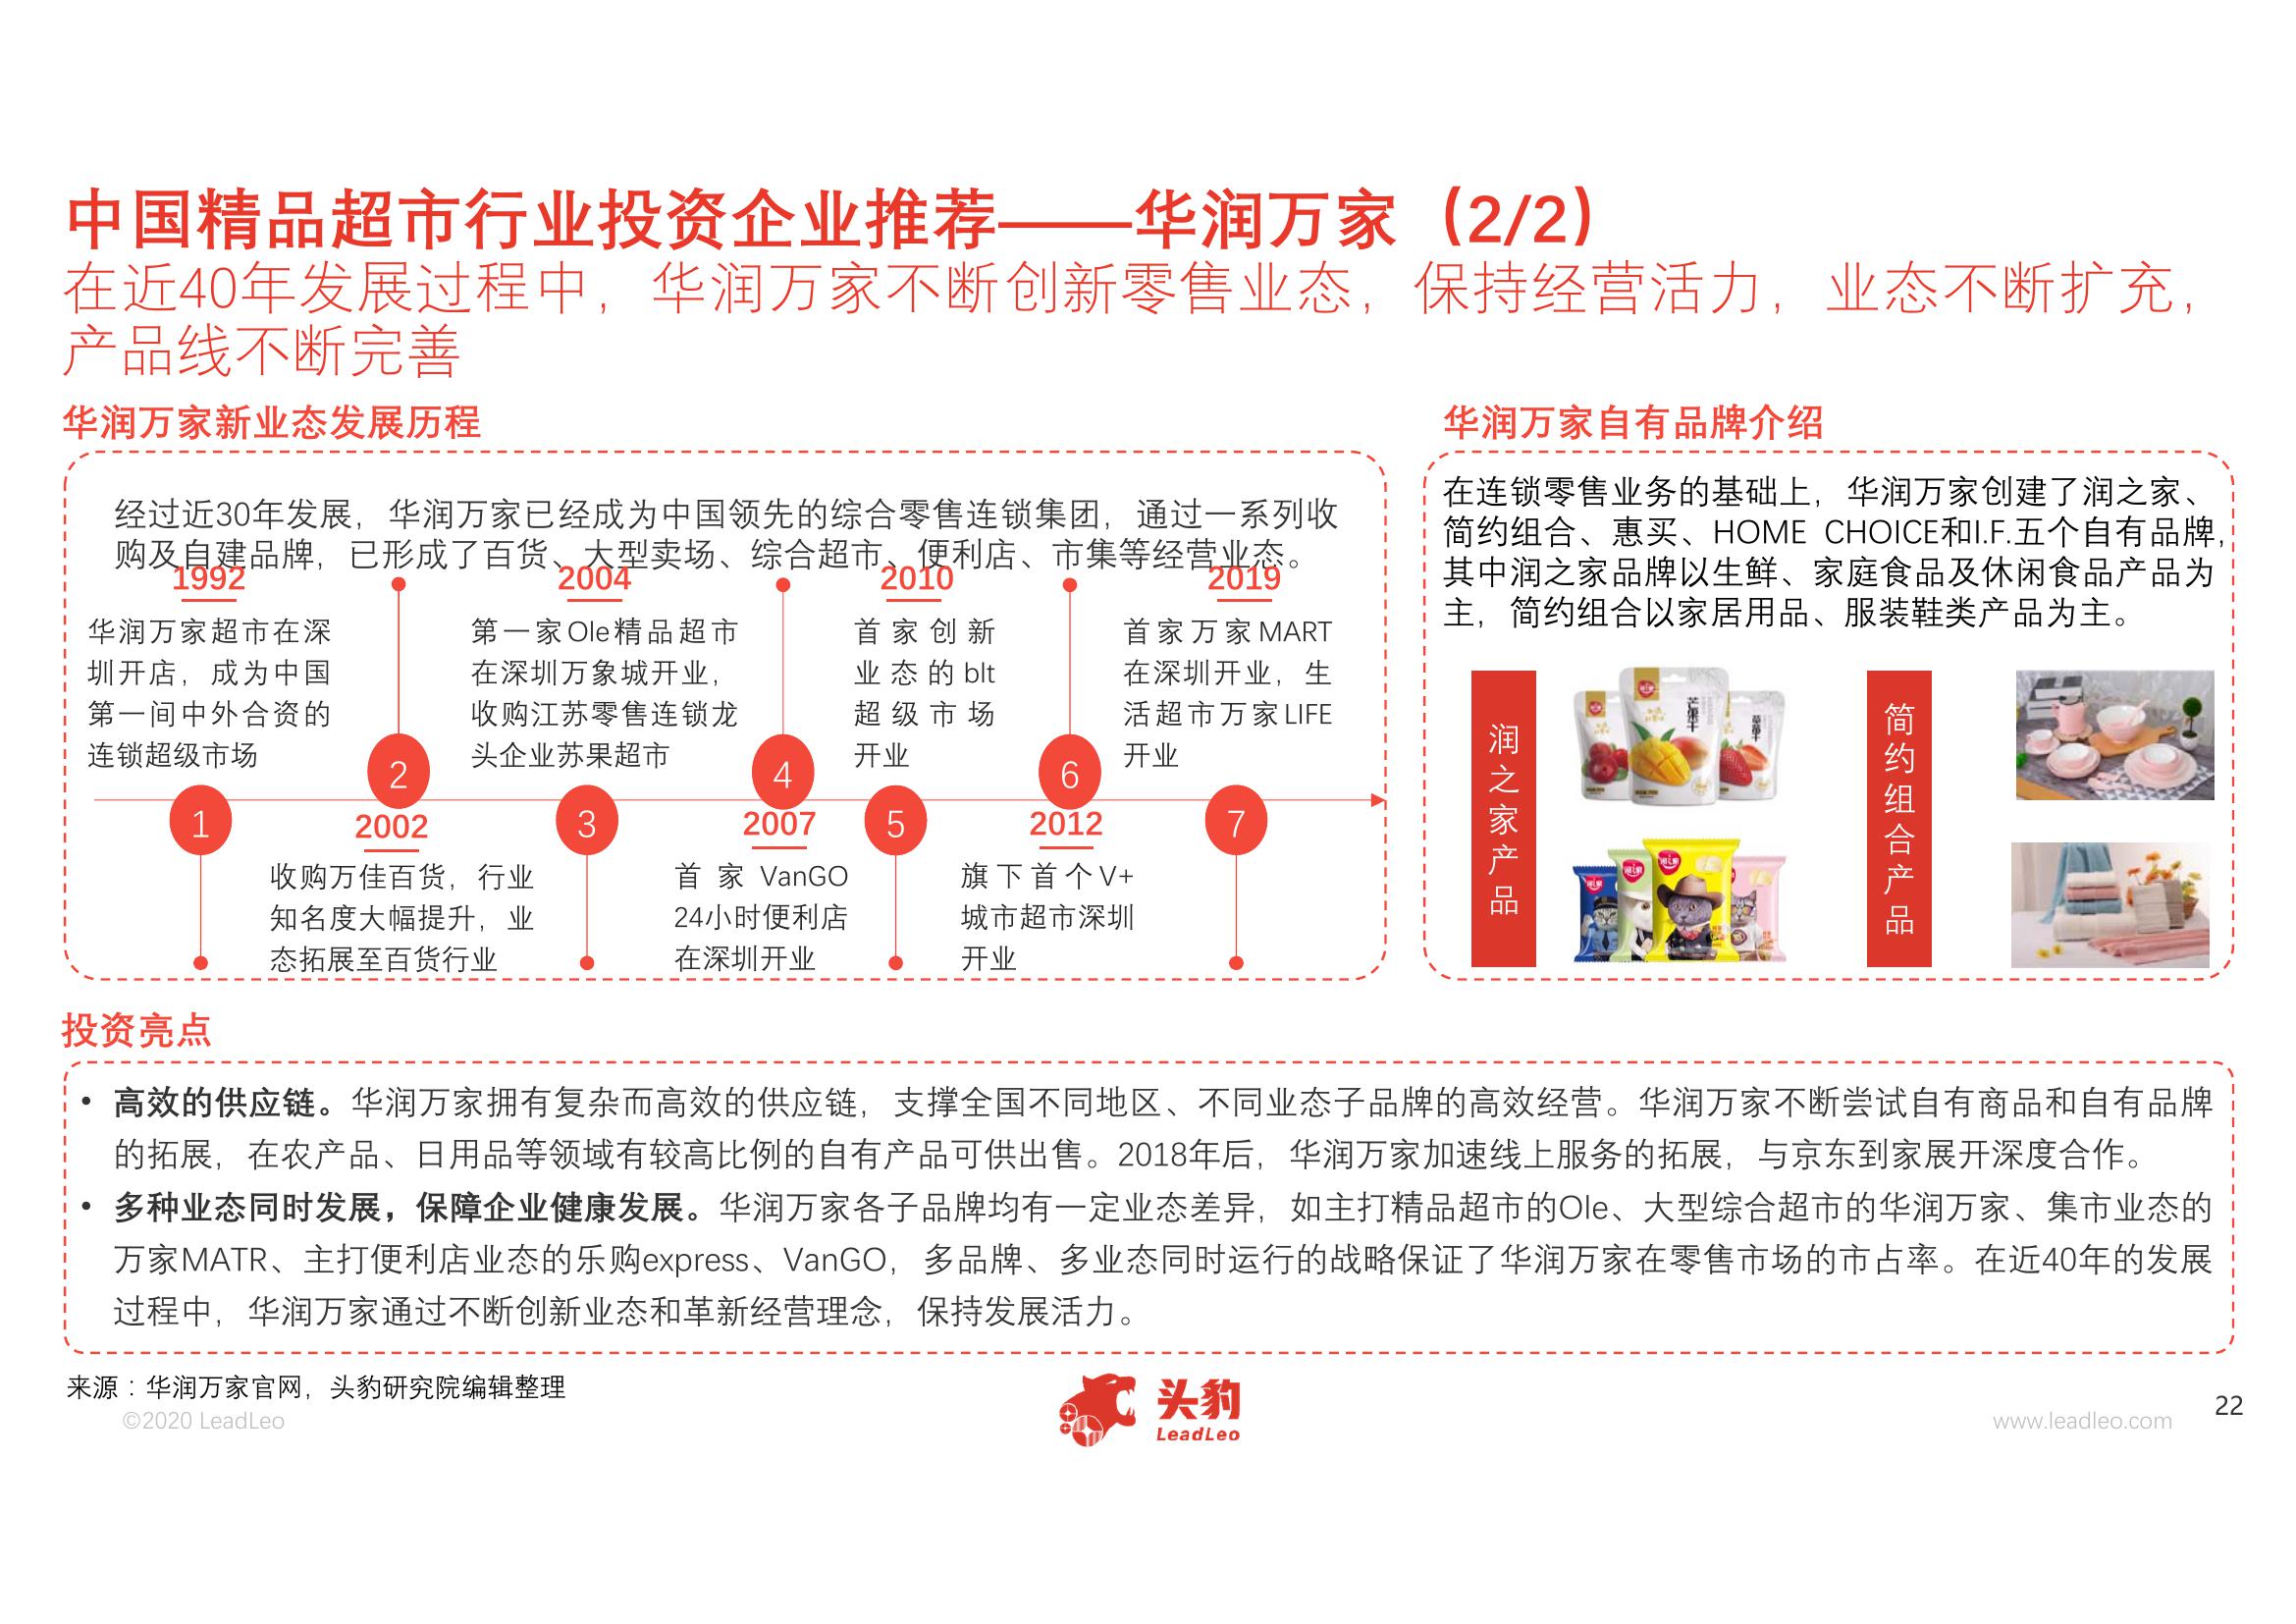 中国精品超市行业投资企业推荐——华润万家（2/2）
在近40年发展过程中，华润万家不断创新零售业态，保持经营活力，业态不断扩充，
产品线不断完善
华润万家新业态发展历程
经过近30年发展，华润万家已经成为中国领先的综合零售连锁集团，通过一系列收
购及自建品牌，已形成了百货、大型卖场、综合超市、便利店、市集等经营业态。
1992
华润万家超市在深
圳开店，成为中国
第一间中外合资的
连锁超级市场
1
2
2002
收购万佳百货，行业
知名度大幅提升，业
态拓展至百货行业
2004
第一家Ole精品超市
在深圳万象城开业，
收购江苏零售连锁龙
头企业苏果超市
3
4
2007
首家VanGO
24小时便利店
在深圳开业
2010
首家创新
业态的blt
超级市场
开业
5
6
2012
旗下首个V+
城市超市深圳
开业
2019
首家万家MART
在深圳开业，生
活超市万家LIFE
开业
7
华润万家自有品牌介绍
在连锁零售业务的基础上，华润万家创建了润之家、
简约组合、惠买、HOME CHOICE和I.F.五个自有品牌，
其中润之家品牌以生鲜、家庭食品及休闲食品产品为
主，简约组合以家居用品、服装鞋类产品为主。
润之家产品
芒果干
草莓干
简约组合产品
投资亮点
• 高效的供应链。华润万家拥有复杂而高效的供应链，支撑全国不同地区、不同业态子品牌的高效经营。华润万家不断尝试自有商品和自有品牌
的拓展，在农产品、日用品等领域有较高比例的自有产品可供出售。2018年后，华润万家加速线上服务的拓展，与京东到家展开深度合作。
• 多种业态同时发展，保障企业健康发展。华润万家各子品牌均有一定业态差异，如主打精品超市的Ole、大型综合超市的华润万家、集市业态的
万家MATR、主打便利店业态的乐购express、VanGO，多品牌、多业态同时运行的战略保证了华润万家在零售市场的市占率。在近40年的发展
过程中，华润万家通过不断创新业态和革新经营理念，保持发展活力。
来源：华润万家官网，头豹研究院编辑整理
©2020 LeadLeo
头豹
LeadLeo
www.leadleo.com
22